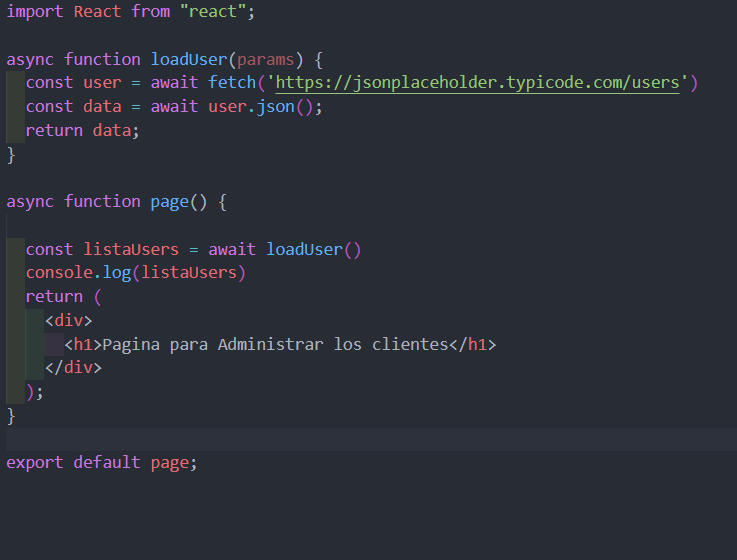 import React from "react";
async function loadUser(params) {
const user = await fetch('https://jsonplaceholder.typicode.com/users')
const data = await user.json();
return data;
}
async function page() {
const listaUsers = await loadUser()
console.log(listaUsers)
return (
<div>
<h1>Pagina para Administrar los clientes</h1>
</div>
);
}
export default page;